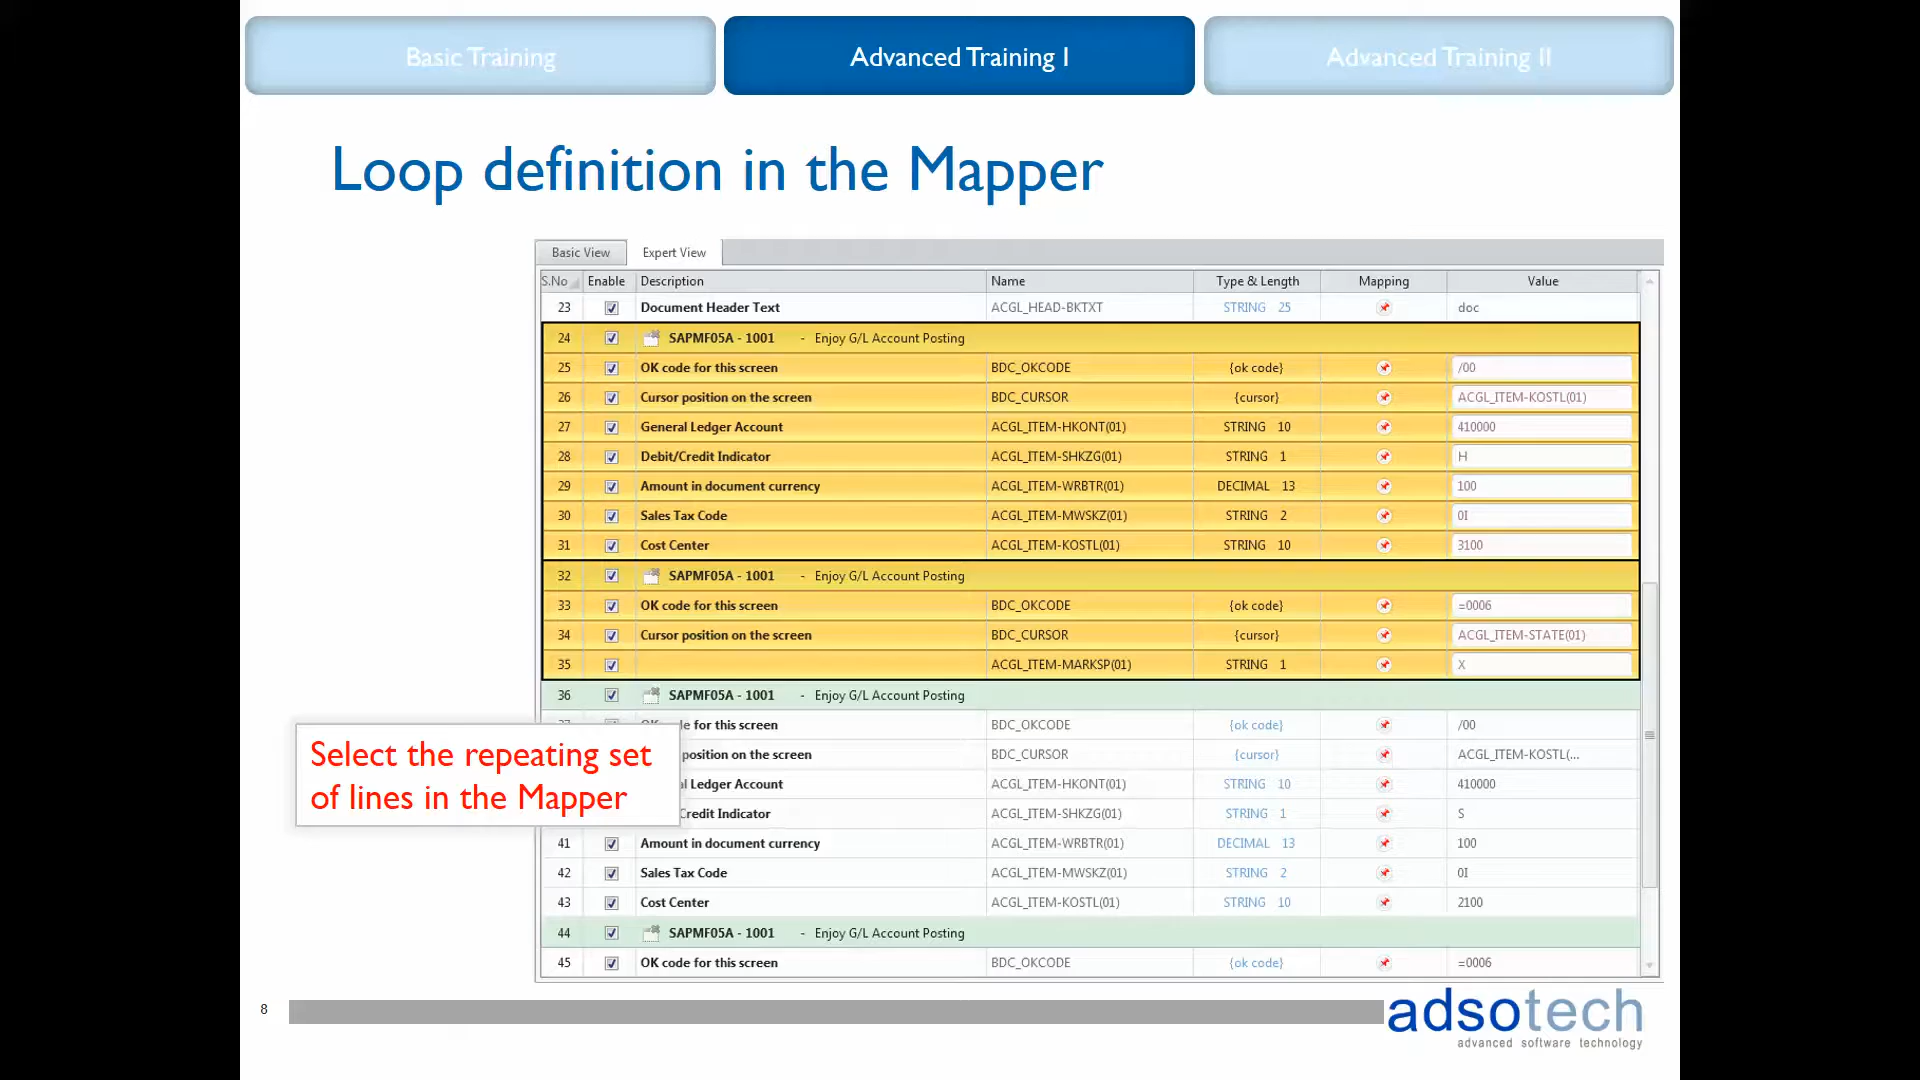 Basic Training
Advanced Training I
Advanced Training II
Loop definition in the Mapper
Basic View Expert View
S.No Enable Description Name Type & Length Mapping Value
23 Document Header Text ACGL_HEAD-BKTXT STRING 25 doc
24 SAPMF05A - 1001 - Enjoy G/L Account Posting
25 OK code for this screen BDC_OKCODE {ok code} /00
26 Cursor position on the screen BDC_CURSOR {cursor} ACGL_ITEM-KOSTL(01)
27 General Ledger Account ACGL_ITEM-HKONT(01) STRING 10 410000
28 Debit/Credit Indicator ACGL_ITEM-SHKZG(01) STRING 1 H
29 Amount in document currency ACGL_ITEM-WRBTR(01) DECIMAL 13 100
30 Sales Tax Code ACGL_ITEM-MWSKZ(01) STRING 2 0I
31 Cost Center ACGL_ITEM-KOSTL(01) STRING 10 3100
32 SAPMF05A - 1001 - Enjoy G/L Account Posting
33 OK code for this screen BDC_OKCODE {ok code} =0006
34 Cursor position on the screen BDC_CURSOR {cursor} ACGL_ITEM-STATE(01)
35 ACGL_ITEM-MARKSP(01) STRING 1 X
36 SAPMF05A - 1001 - Enjoy G/L Account Posting
for this screen BDC_OKCODE {ok code} /00
position on the screen BDC_CURSOR {cursor} ACGL_ITEM-KOSTL(...
Ledger Account ACGL_ITEM-HKONT(01) STRING 10 410000
Credit Indicator ACGL_ITEM-SHKZG(01) STRING 1 S
41 Amount in document currency ACGL_ITEM-WRBTR(01) DECIMAL 13 100
42 Sales Tax Code ACGL_ITEM-MWSKZ(01) STRING 2 0I
43 Cost Center ACGL_ITEM-KOSTL(01) STRING 10 2100
44 SAPMF05A - 1001 - Enjoy G/L Account Posting
45 OK code for this screen BDC_OKCODE {ok code} =0006
Select the repeating set
of lines in the Mapper
8
adsotech
advanced software technology